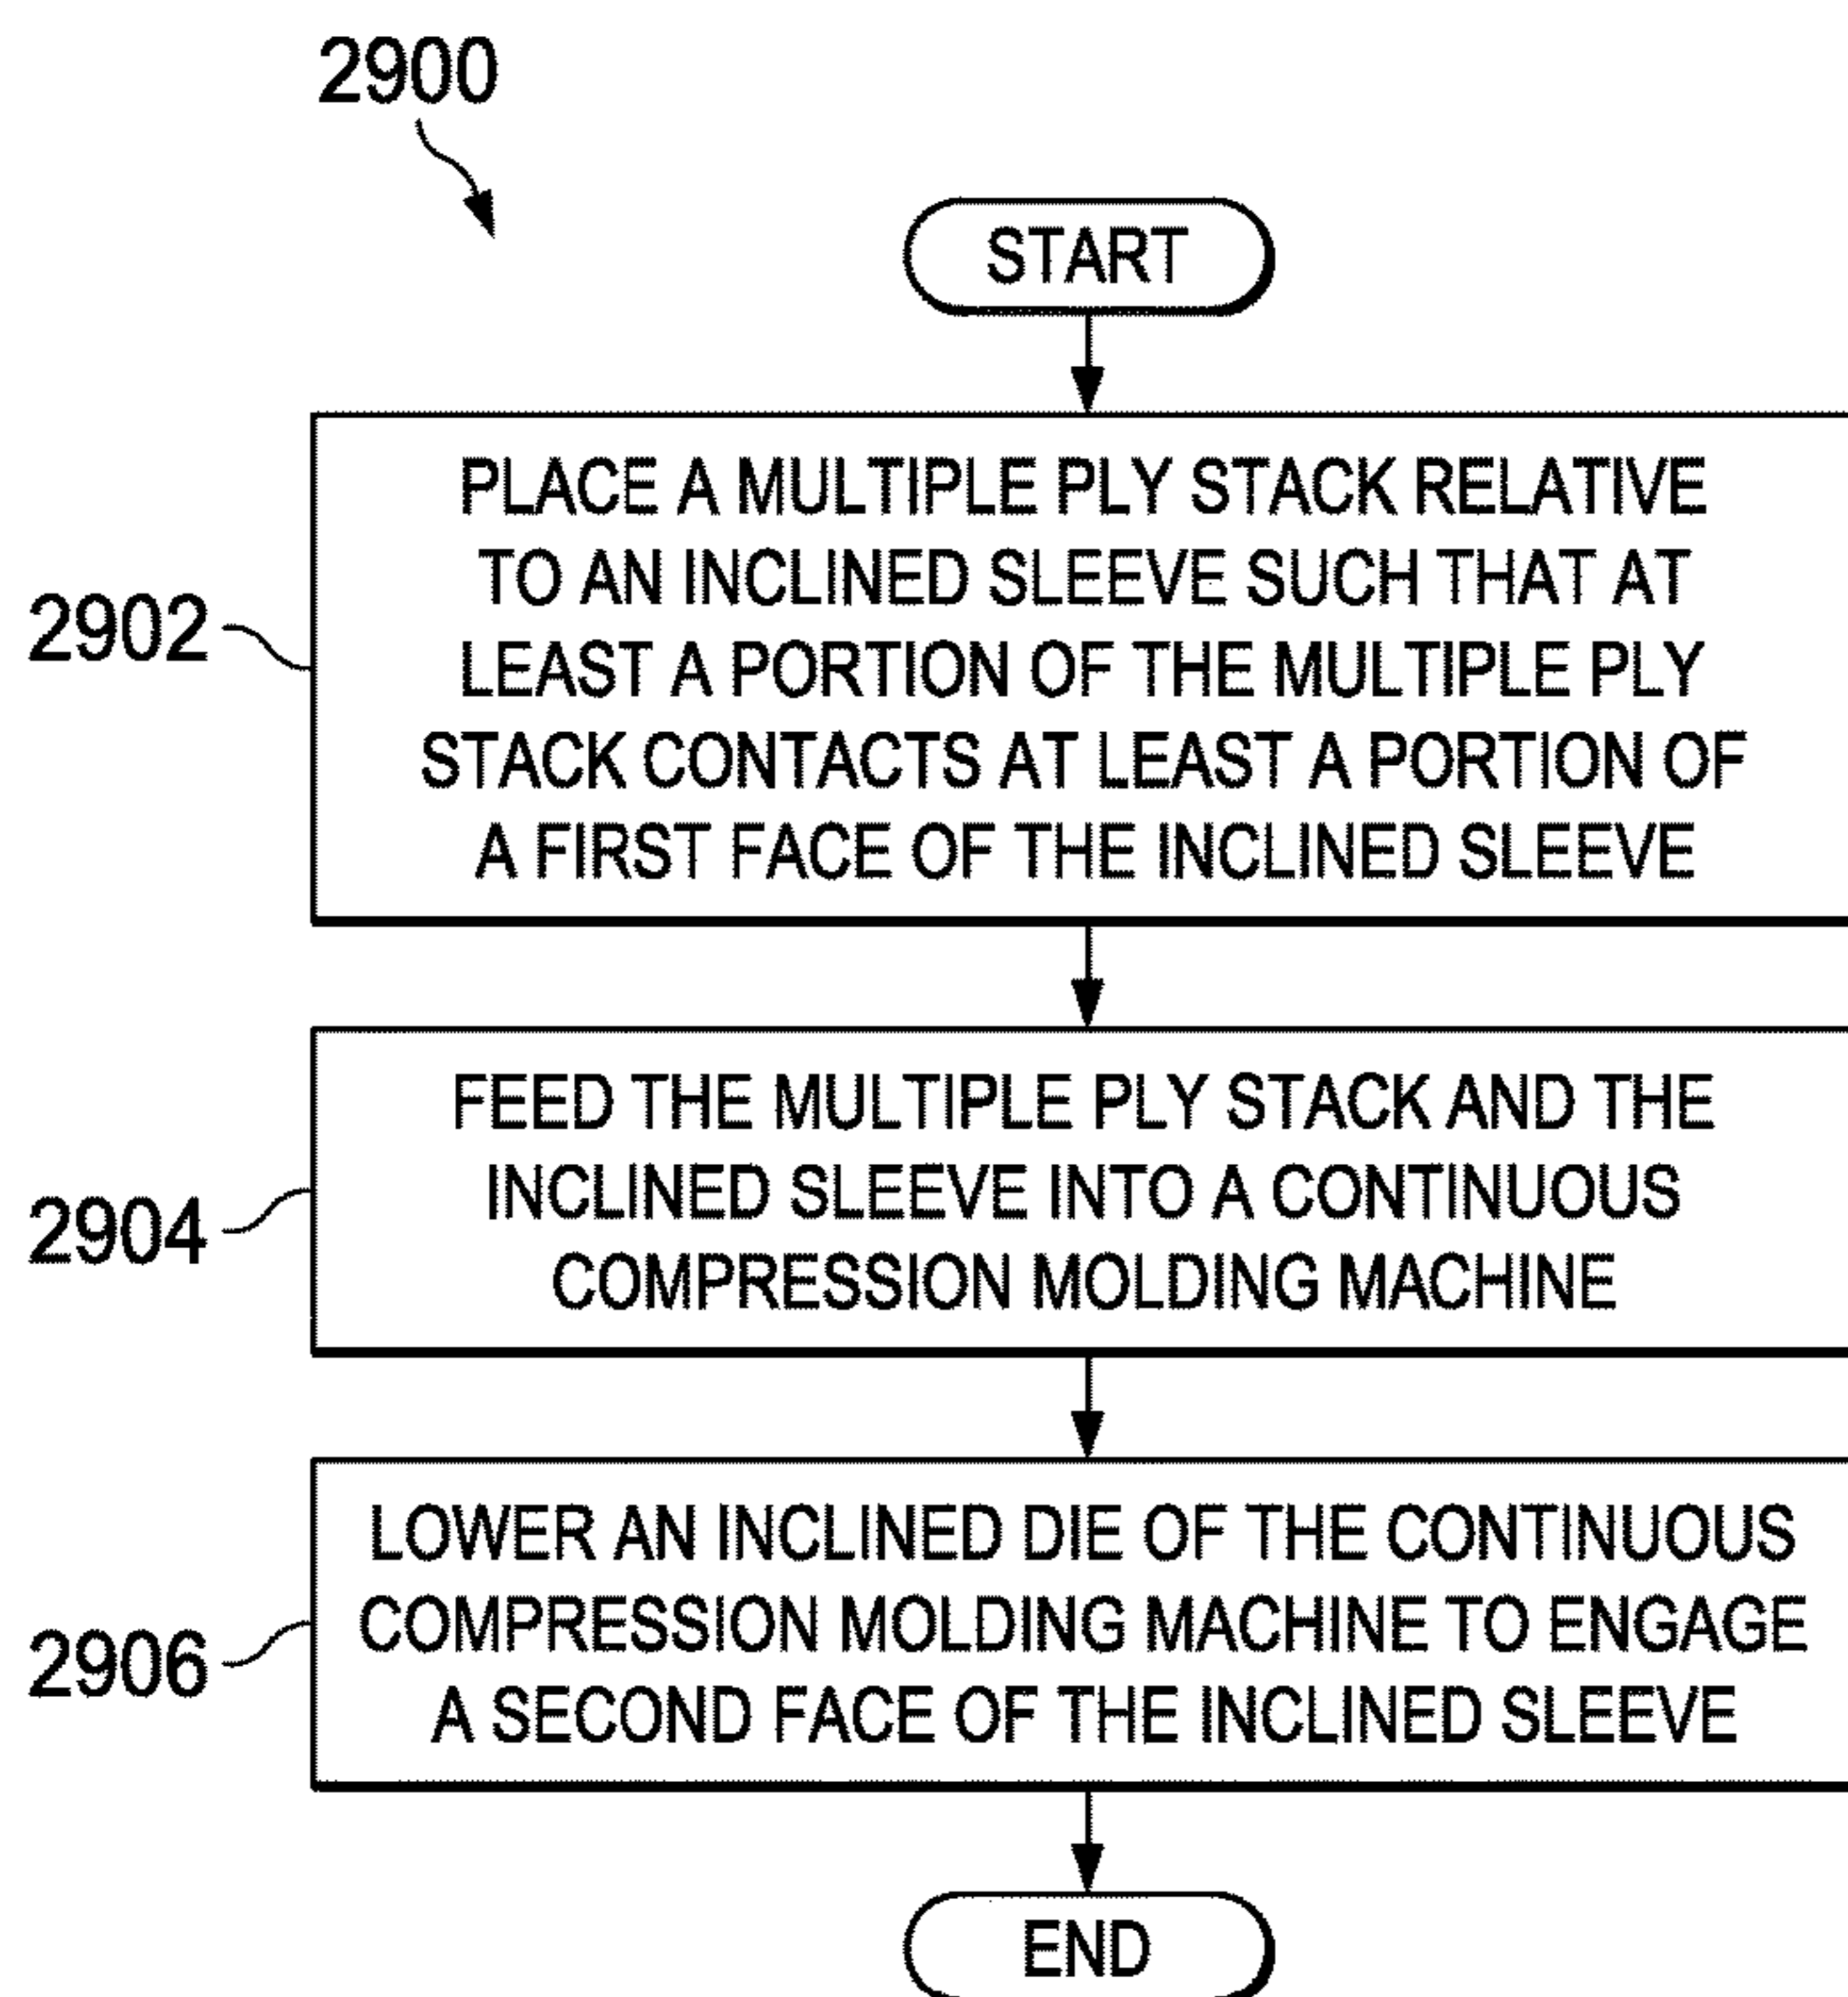 2900
START
2902
PLACE A MULTIPLE PLY STACK RELATIVE
TO AN INCLINED SLEEVE SUCH THAT AT
LEAST A PORTION OF THE MULTIPLE PLY
STACK CONTACTS AT LEAST A PORTION OF
A FIRST FACE OF THE INCLINED SLEEVE
2904
FEED THE MULTIPLE PLY STACK AND THE
INCLINED SLEEVE INTO A CONTINUOUS
COMPRESSION MOLDING MACHINE
2906
LOWER AN INCLINED DIE OF THE CONTINUOUS
COMPRESSION MOLDING MACHINE TO ENGAGE
A SECOND FACE OF THE INCLINED SLEEVE
END